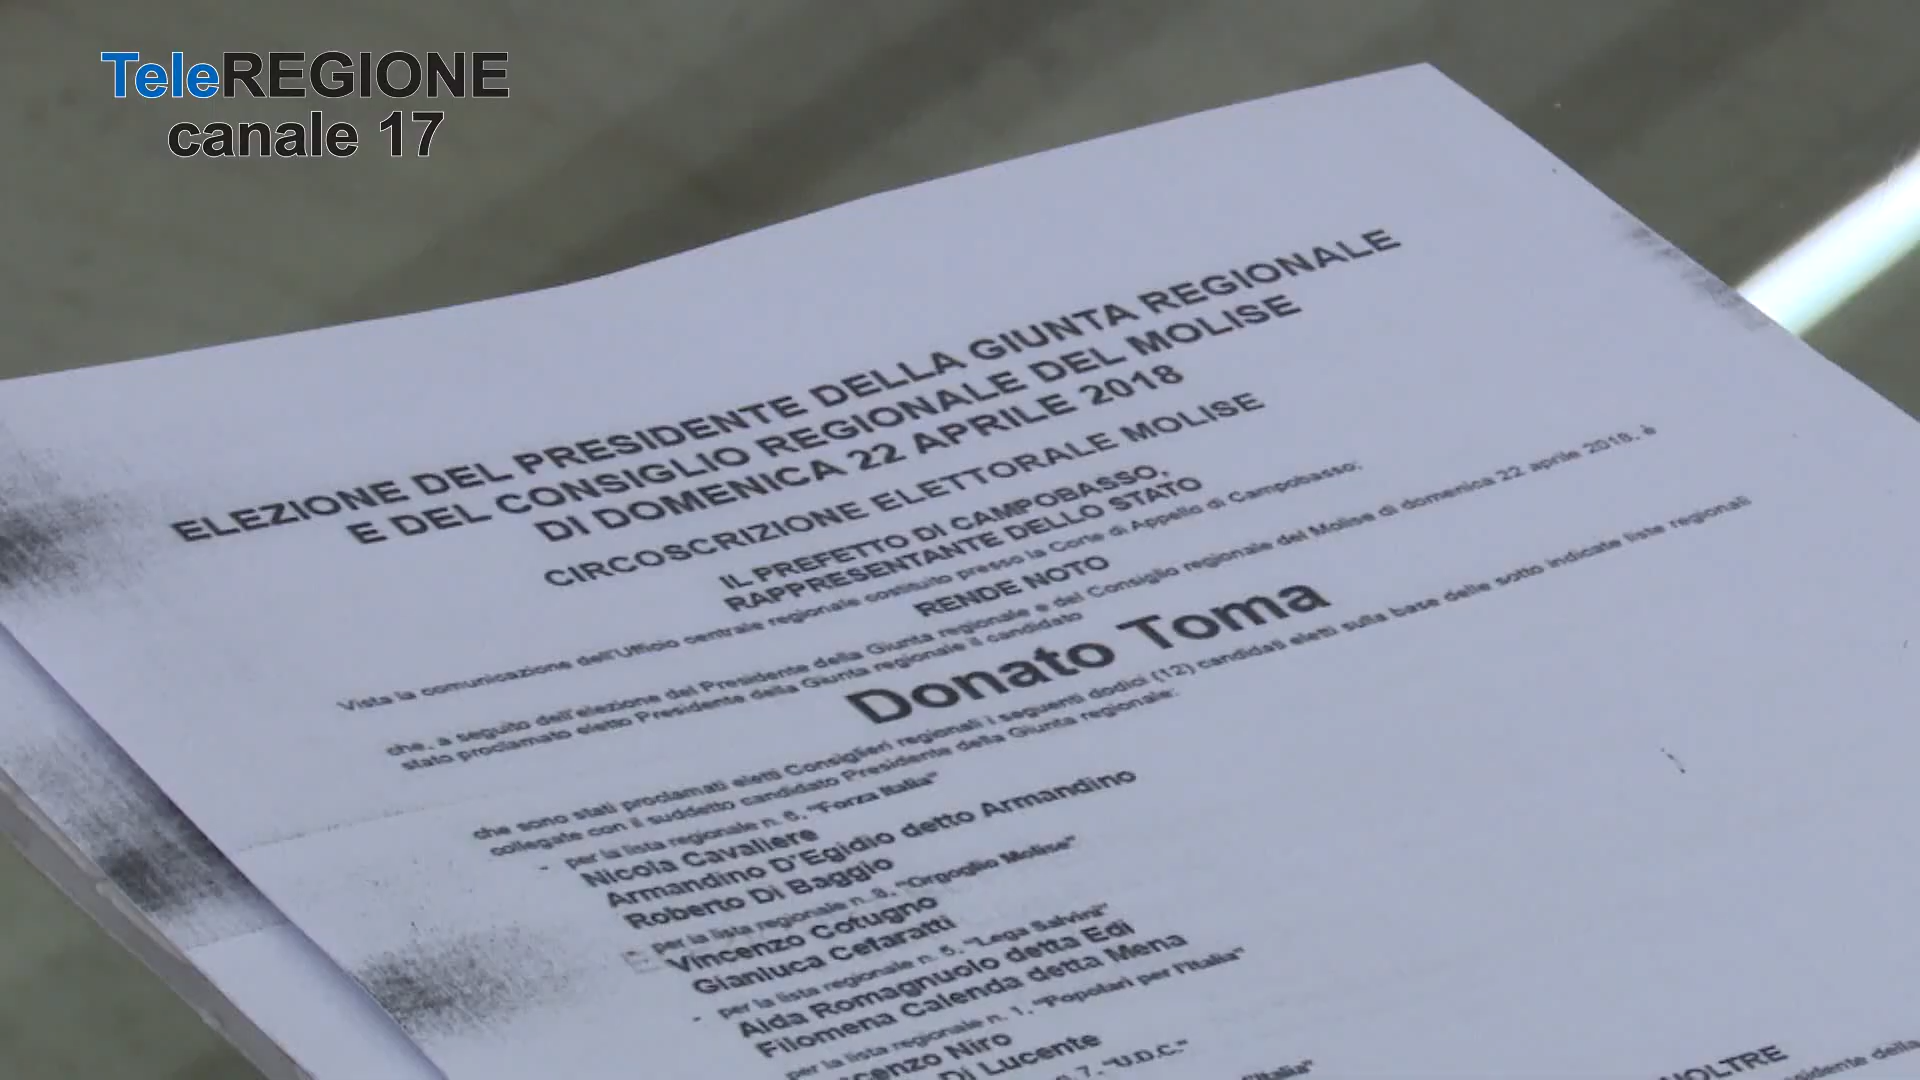 TeleREGIONE
canale 17
ELEZIONE DEL PRESIDENTE DELLA GIUNTA REGIONALE
E DEL CONSIGLIO REGIONALE DEL MOLISE
DI DOMENICA 22 APRILE 2018
CIRCOSCRIZIONE ELETTORALE MOLISE
IL PREFETTO DI CAMPOBASSO,
RAPPRESENTANTE DELLO STATO
Vista la comunicazione dell'Ufficio centrale regionale costituito presso la Corte di Appello di Campobasso;
RENDE NOTO
che, a seguito dell'elezione del Presidente della Giunta regionale e del Consiglio regionale del Molise di domenica 22 aprile 2018, è
stato proclamato eletto Presidente della Giunta regionale il candidato
Donato Toma
che sono stati proclamati eletti Consiglieri regionali i seguenti dodici (12) candidati eletti sulla base delle sotto indicate liste regionali
collegate con il suddetto candidato Presidente della Giunta regionale:
- per la lista regionale n. 6, "Forza Italia"
Nicola Cavaliere
Armandino D'Egidio detto Armandino
Roberto Di Baggio
- per la lista regionale n. "Orgoglio Molise"
Vincenzo Cotugno
Gianluca Cefaratti
- per la lista regionale n. 5, "Lega Salvini"
Aida Romagnuolo detta Edi
Filomena Calenda detta Mena
per la lista regionale n. 1, "Popolari per l'Italia"
Niro
Di Lucente
7, "U.D.C."
Italia"
INOLTRE